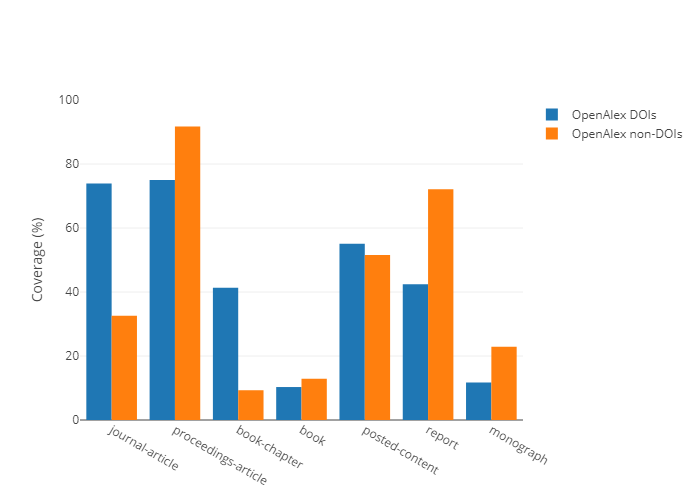 100
80
60
40
20
0
Coverage (%)
journal-article
proceedings-article
book-chapter
book
posted-content
report
monograph
OpenAlex DOIs
OpenAlex non-DOIs